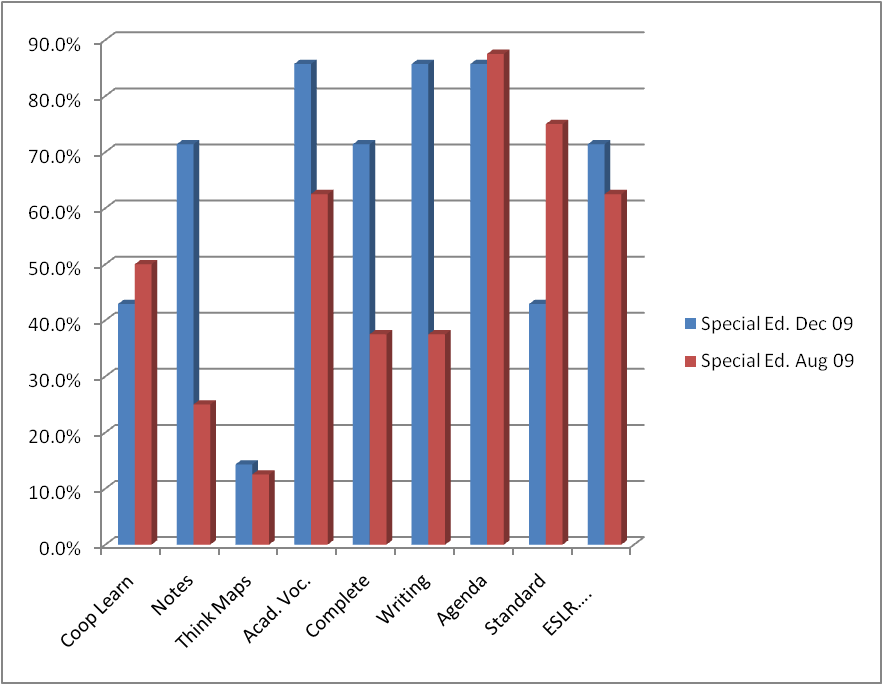 90.0%
80.0%
70.0%
60.0%
50.0%
40.0%
30.0%
20.0%
10.0%
0.0%
Coop Learn
Notes
Think Maps
Acad. Voc.
Complete
Writing
Agenda
Standard
ESLR....
Special Ed. Dec 09
Special Ed. Aug 09